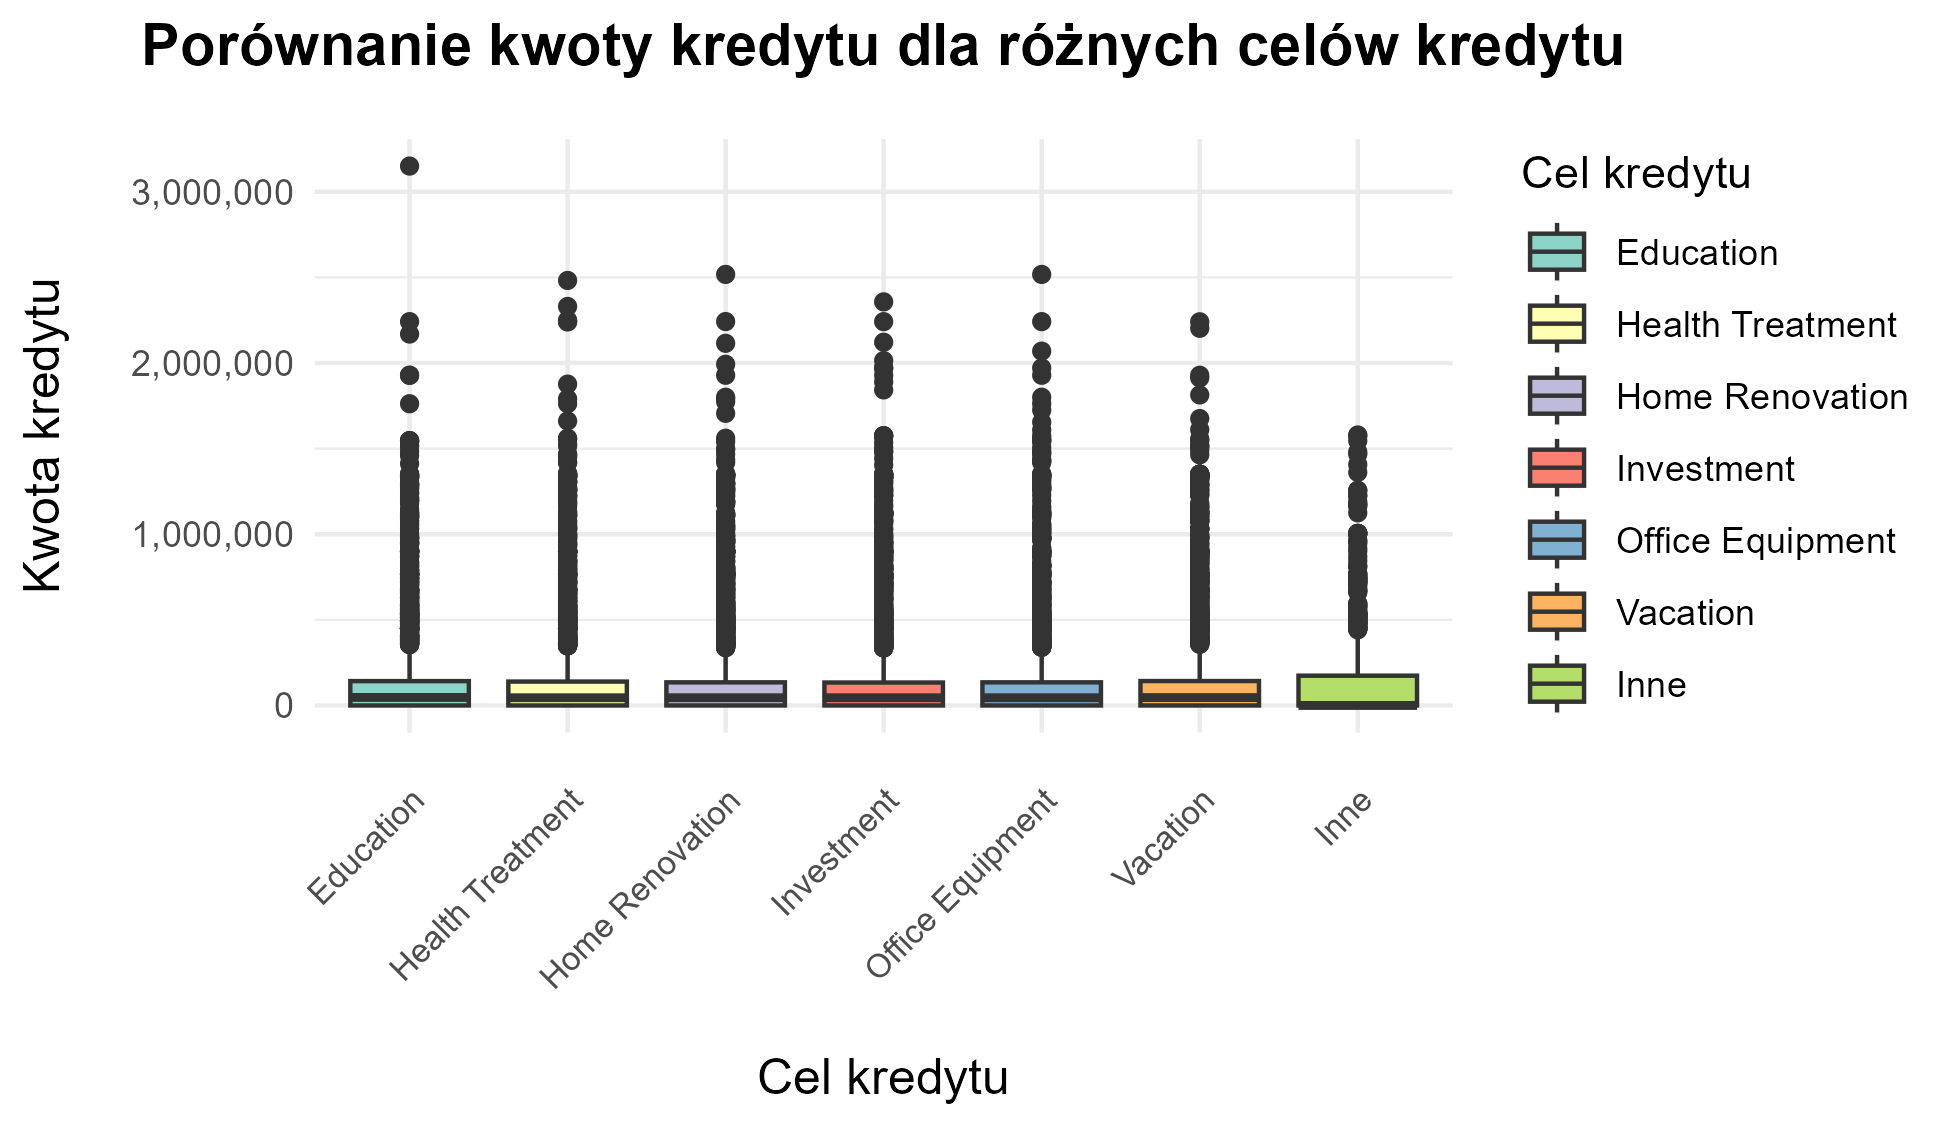 Porównanie kwoty kredytu dla różnych celów kredytu
Kwota kredytu
3,000,000
2,000,000
1,000,000
0
Education
Health Treatment
Home Renovation
Investment
Office Equipment
Vacation
Inne
Cel kredytu
Cel kredytu
Education
Health Treatment
Home Renovation
Investment
Office Equipment
Vacation
Inne